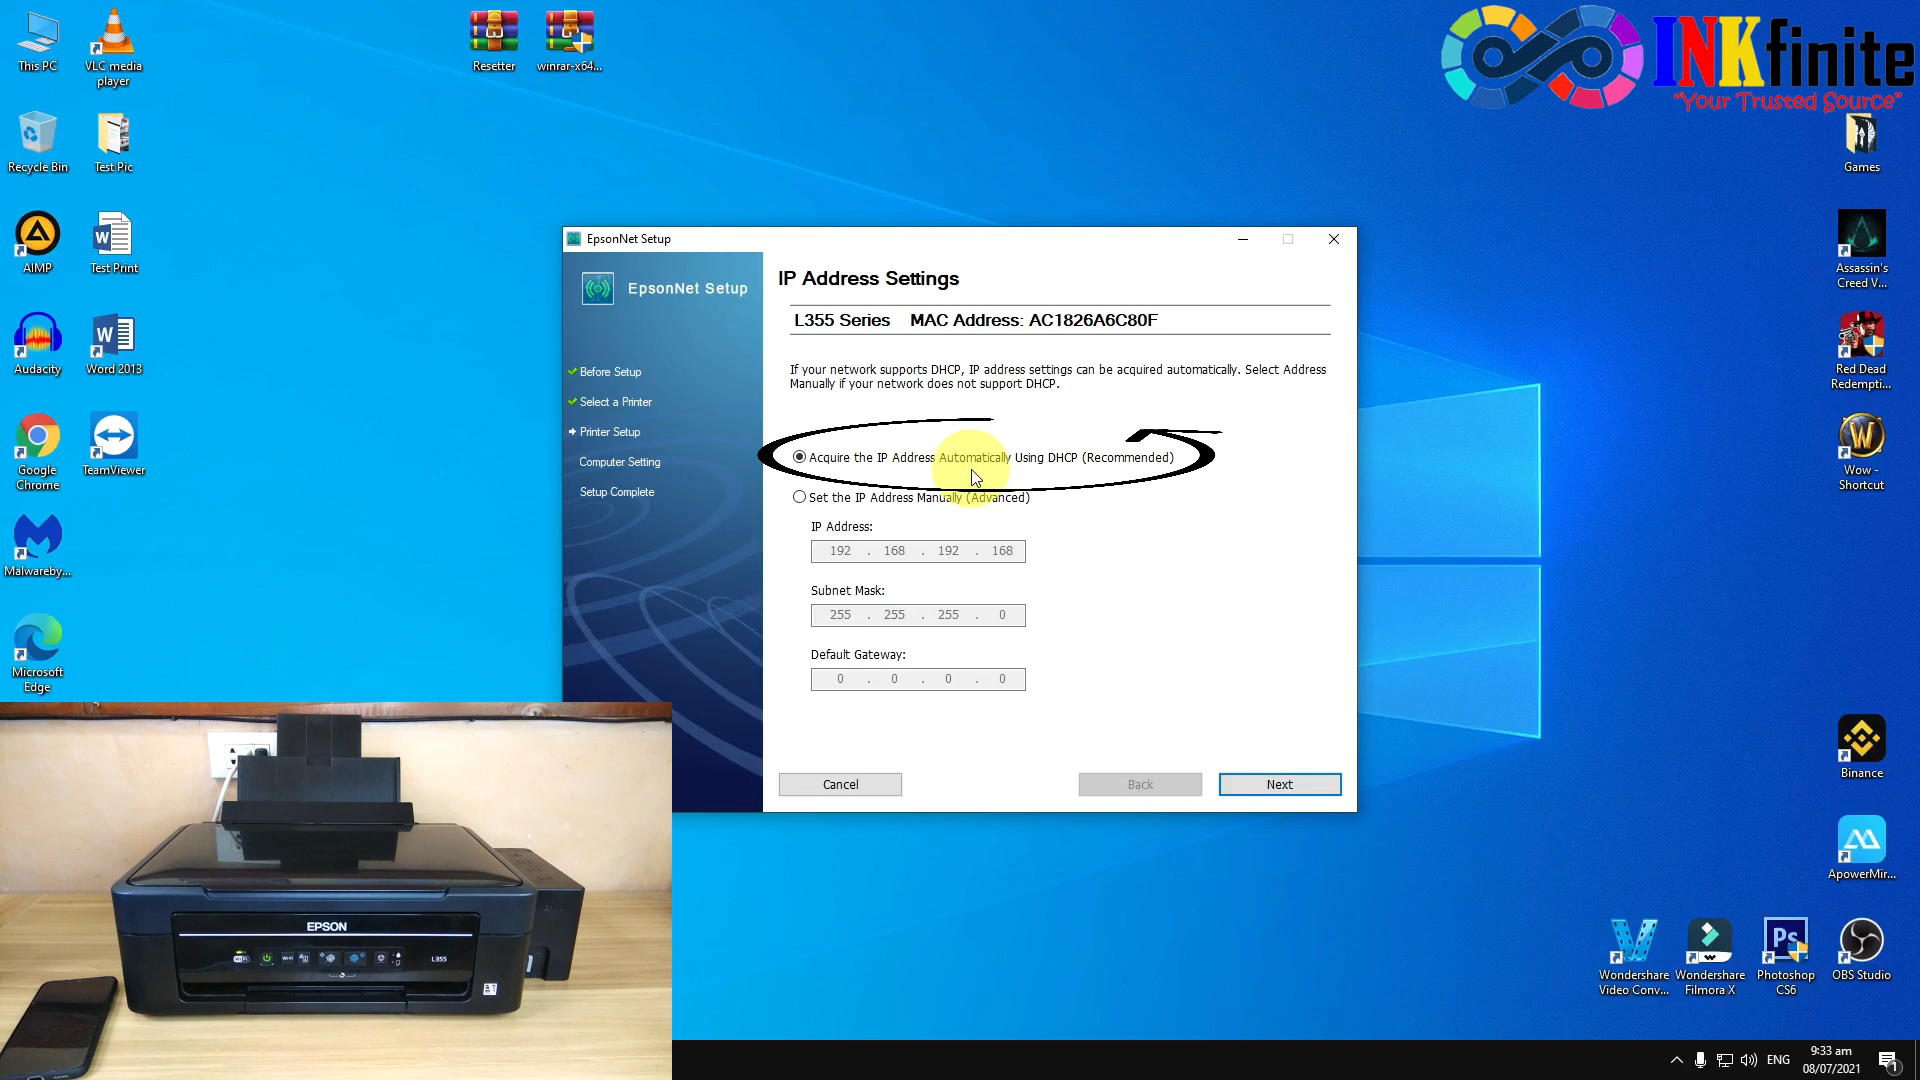 This PC
VLC media
player
Resetter
winrar-x64...
INKfinite
"Your Trusted Source"
Recycle Bin
Test Pic
Games
AIMP
Test Print
Assassin's
Creed V...
Audacity
Word 2013
Red Dead
Redempti...
Google
Chrome
TeamViewer
Wow -
Shortcut
Malwareby...
Microsoft
Edge
EpsonNet Setup
EpsonNet Setup
Before Setup
Select a Printer
Printer Setup
Computer Setting
Setup Complete
IP Address Settings
L355 Series MAC Address: AC1826A6C80F
If your network supports DHCP, IP address settings can be acquired automatically. Select Address
Manually if your network does not support DHCP.
Acquire the IP Address Automatically Using DHCP (Recommended)
Set the IP Address Manually (Advanced)
IP Address:
192 . 168 . 192 . 168
Subnet Mask:
255 . 255 . 255 . 0
Default Gateway:
0 . 0 . 0 . 0
Cancel
Back
Next
Binance
ApowerMir...
Wondershare
Video Conv...
Wondershare
Filmora X
Ps
Photoshop
CS6
OBS Studio
EPSON
Wi-Fi
L355
ENG
9:33 am
08/07/2021
1